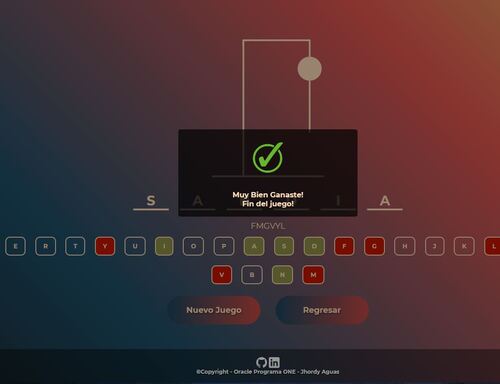 S A I A
Muy Bien Ganaste!
Fin del juego!
FMGVYL
E R T Y U I O P A S D F G H J K L
V B N M
Nuevo Juego Regresar
©Copyright - Oracle Programa ONE - Jhordy Aguas